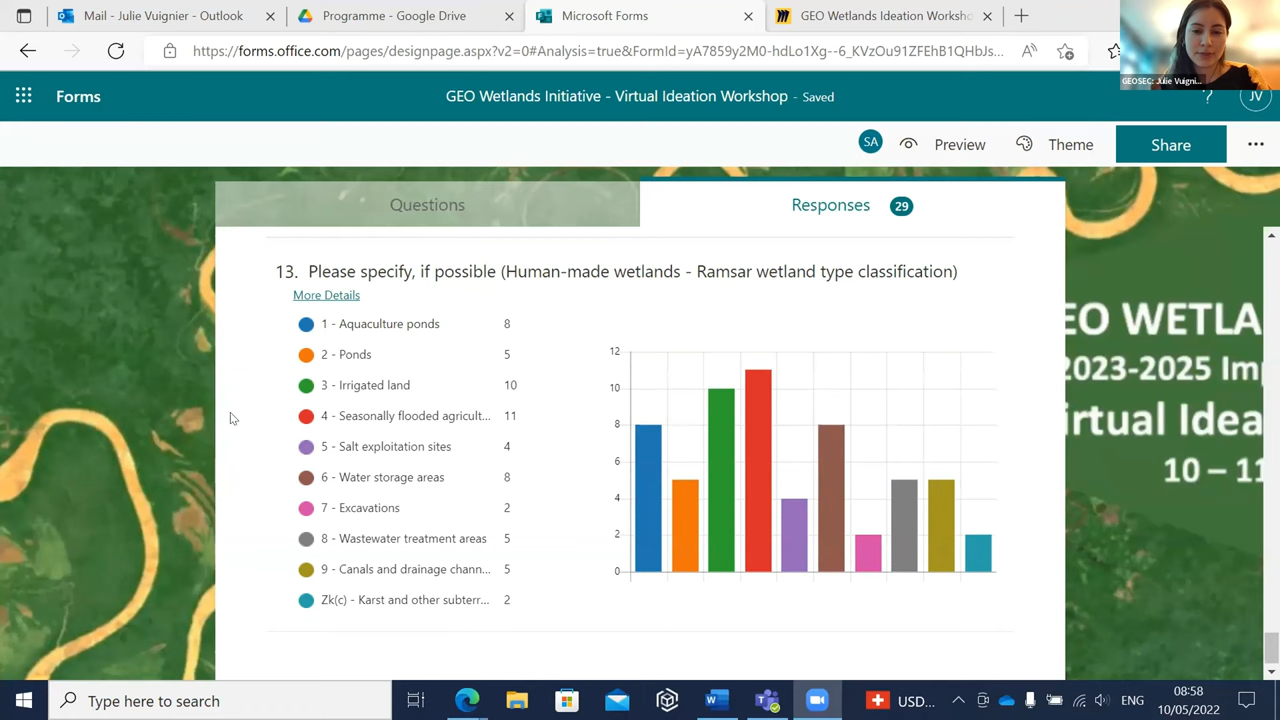 Mail - Julie Vuignier - Outlook
Programme - Google Drive
Microsoft Forms
GEO Wetlands Ideation Worksho
https://forms.office.com/pages/designpage.aspx?v2=0#Analysis=true&FormId=yA7859y2M0-hdLo1Xg--6_KVzOu91ZFEhB1QHbJs...
GEOSEC: Julie Vuigni...
Forms
GEO Wetlands Initiative - Virtual Ideation Workshop - Saved
?
JV
SA
Preview
Theme
Share
Questions
Responses 29
13. Please specify, if possible (Human-made wetlands - Ramsar wetland type classification)
More Details
1 - Aquaculture ponds 8
2 - Ponds 5
3 - Irrigated land 10
4 - Seasonally flooded agricult... 11
5 - Salt exploitation sites 4
6 - Water storage areas 8
7 - Excavations 2
8 - Wastewater treatment areas 5
9 - Canals and drainage chann... 5
Zk(c) - Karst and other subterr... 2
12
10
8
6
4
2
0
EO WETLA
2023-2025 Im
irtual Idea
10 – 11
Type here to search
USD...
ENG
08:58
10/05/2022